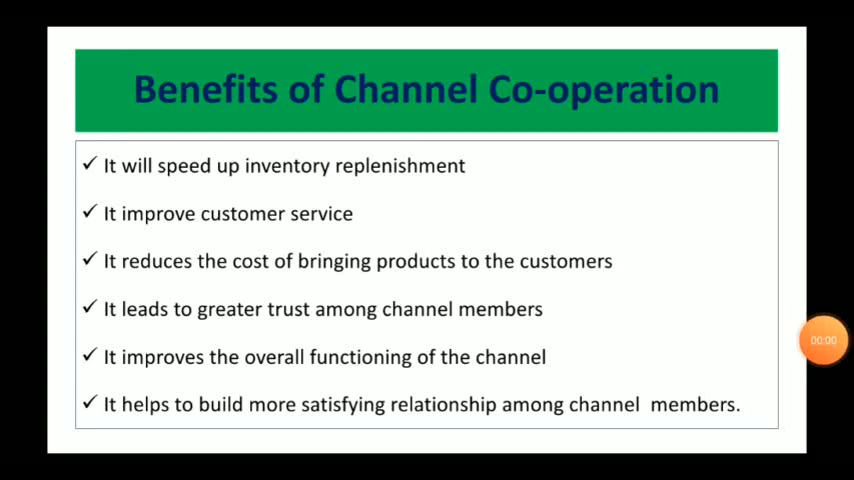 Benefits of Channel Co-operation
✓ It will speed up inventory replenishment
✓ It improve customer service
✓ It reduces the cost of bringing products to the customers
✓ It leads to greater trust among channel members
✓ It improves the overall functioning of the channel
✓ It helps to build more satisfying relationship among channel members.
00:00